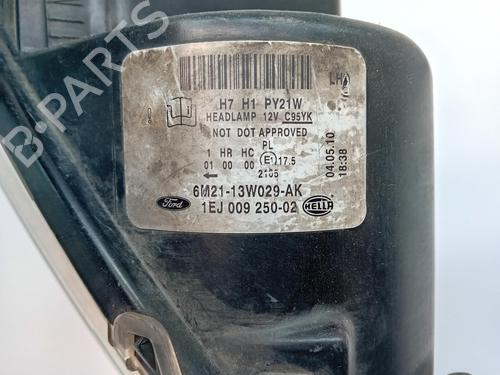 LH
H7 H1 PY21W
HEADLAMP 12V C95YK
NOT DOT APPROVED
PL
1 HR HC E1 17.5
01 00 00
2165
04.05.10
18:38
6M21-13W029-AK
Ford 1EJ 009 250-02 HELLA
B-PARTS